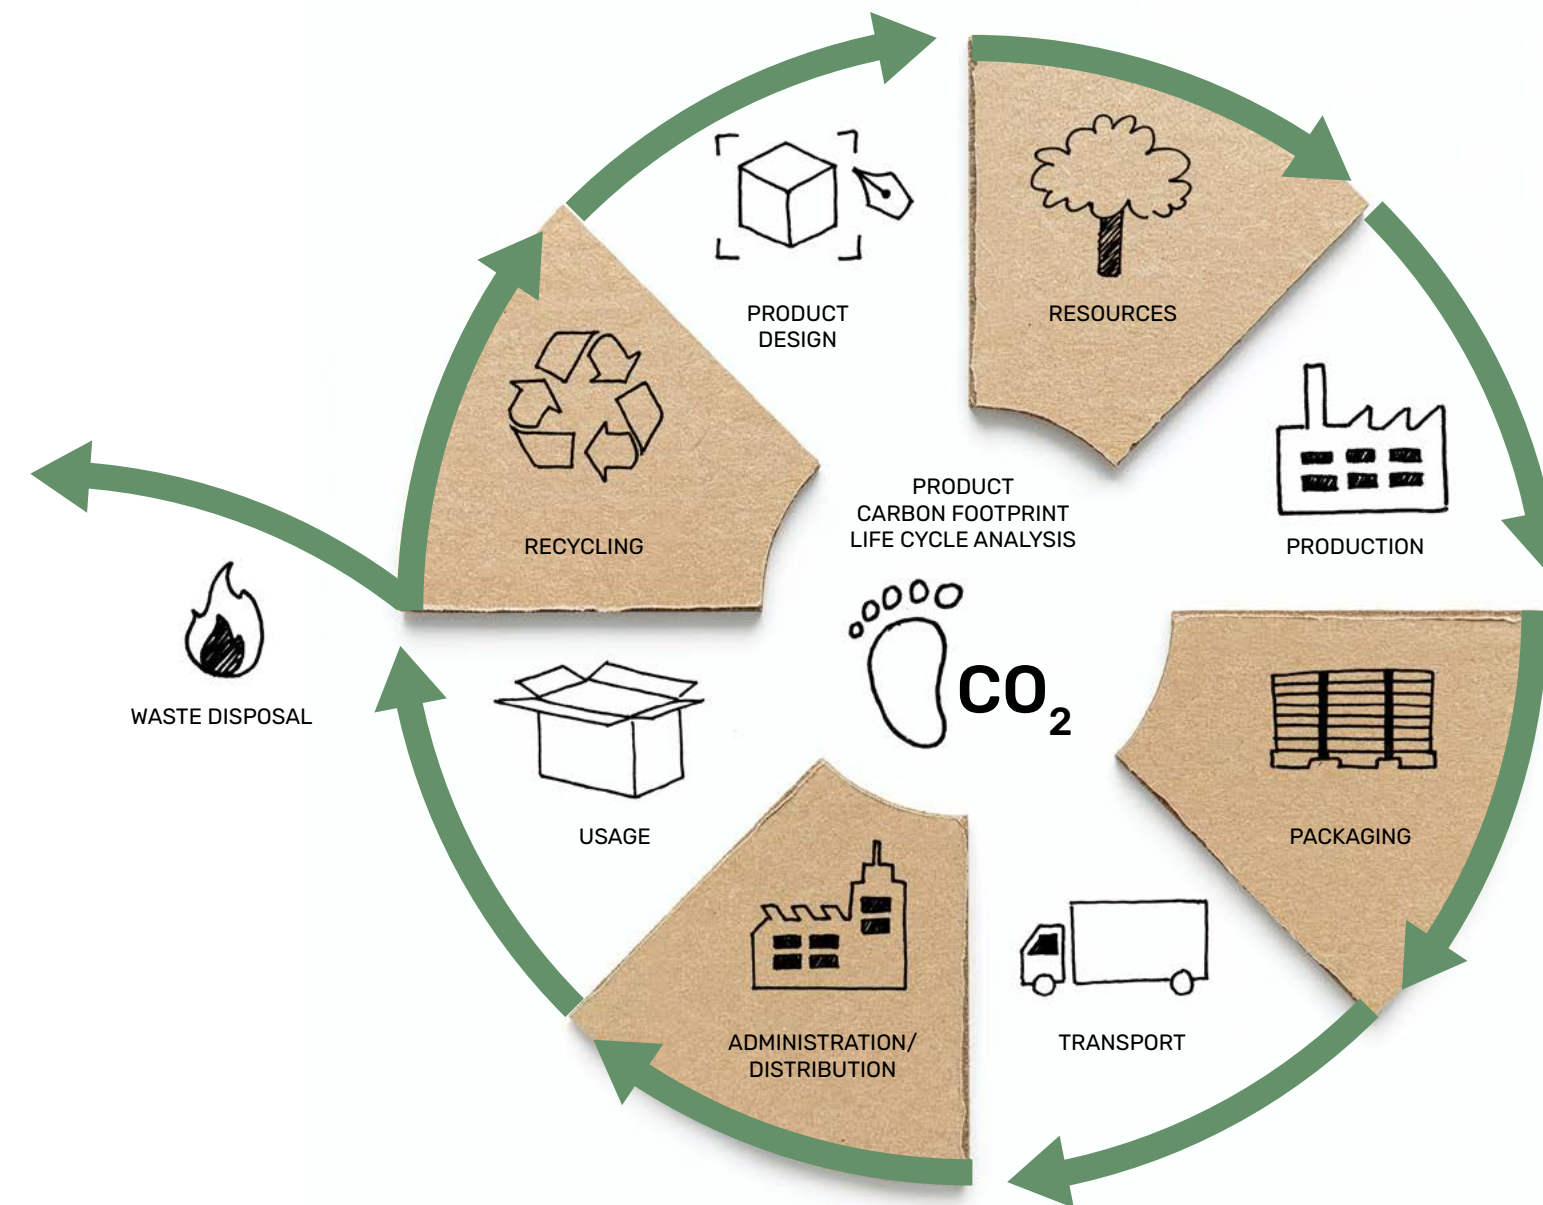 PRODUCT
DESIGN
RESOURCES
RECYCLING
PRODUCT
CARBON FOOTPRINT
LIFE CYCLE ANALYSIS
PRODUCTION
WASTE DISPOSAL
CO₂
USAGE
PACKAGING
ADMINISTRATION/
DISTRIBUTION
TRANSPORT